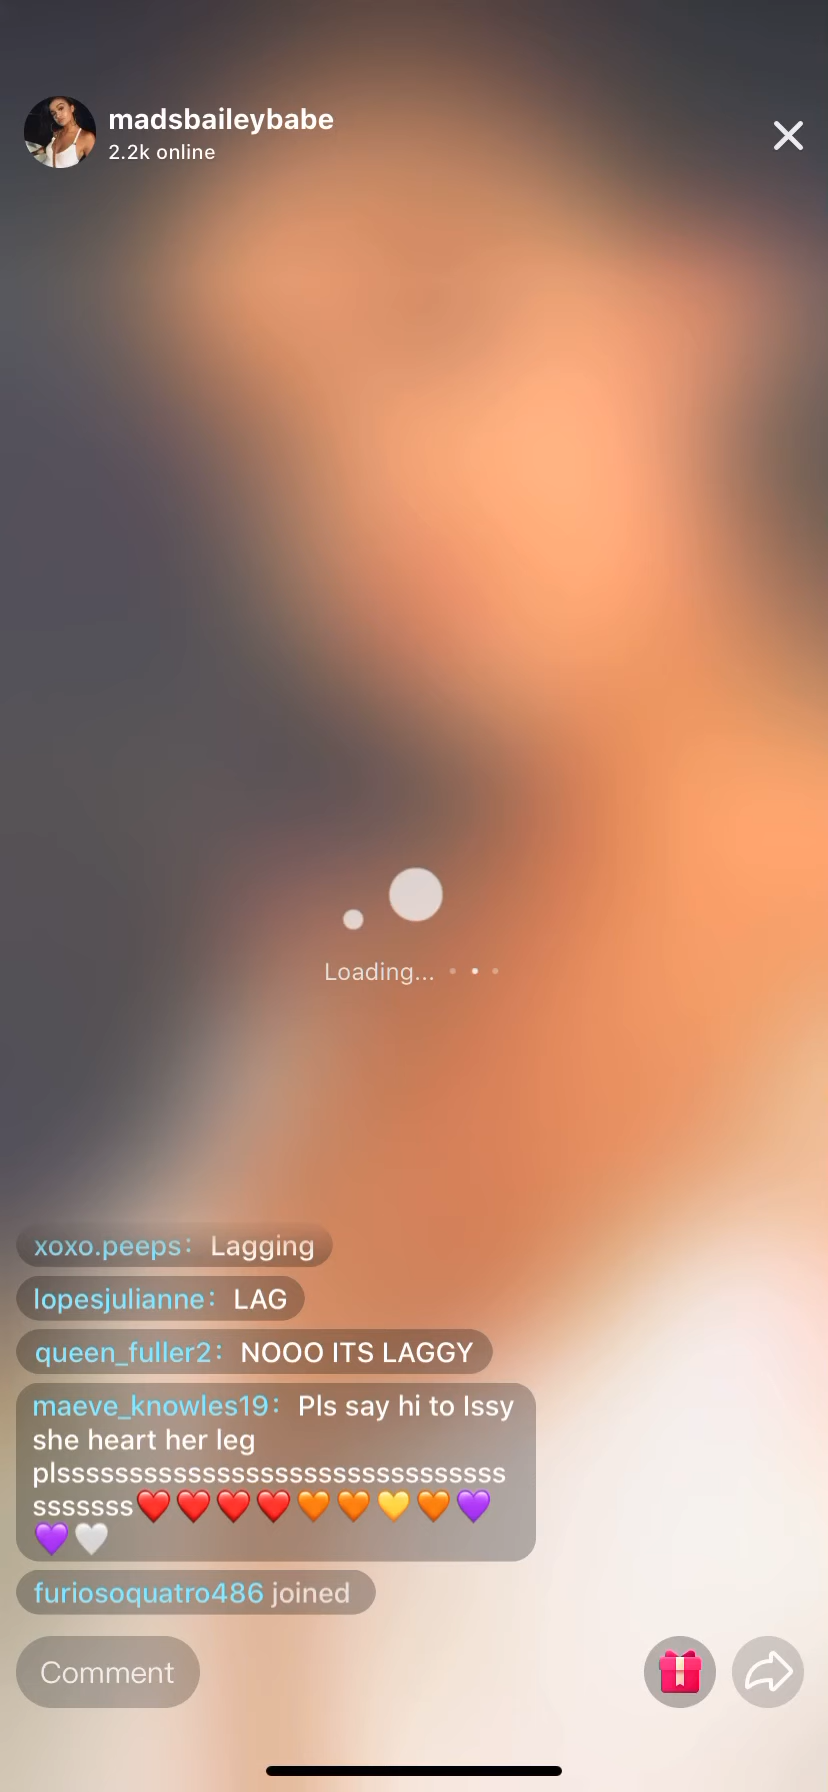 madsbaileybabe
2.2k online
Loading...
xoxo.peeps: Lagging
lopesjulianne: LAG
queen_fuller2: NOOO ITS LAGGY
maeve_knowles19: Pls say hi to Issy
she heart her leg
plsssssssssssssssssssssssssssssss
sssssss❤️❤️❤️❤️🧡🧡💛🧡💜
💜🤍
furiosoquatro486 joined
Comment